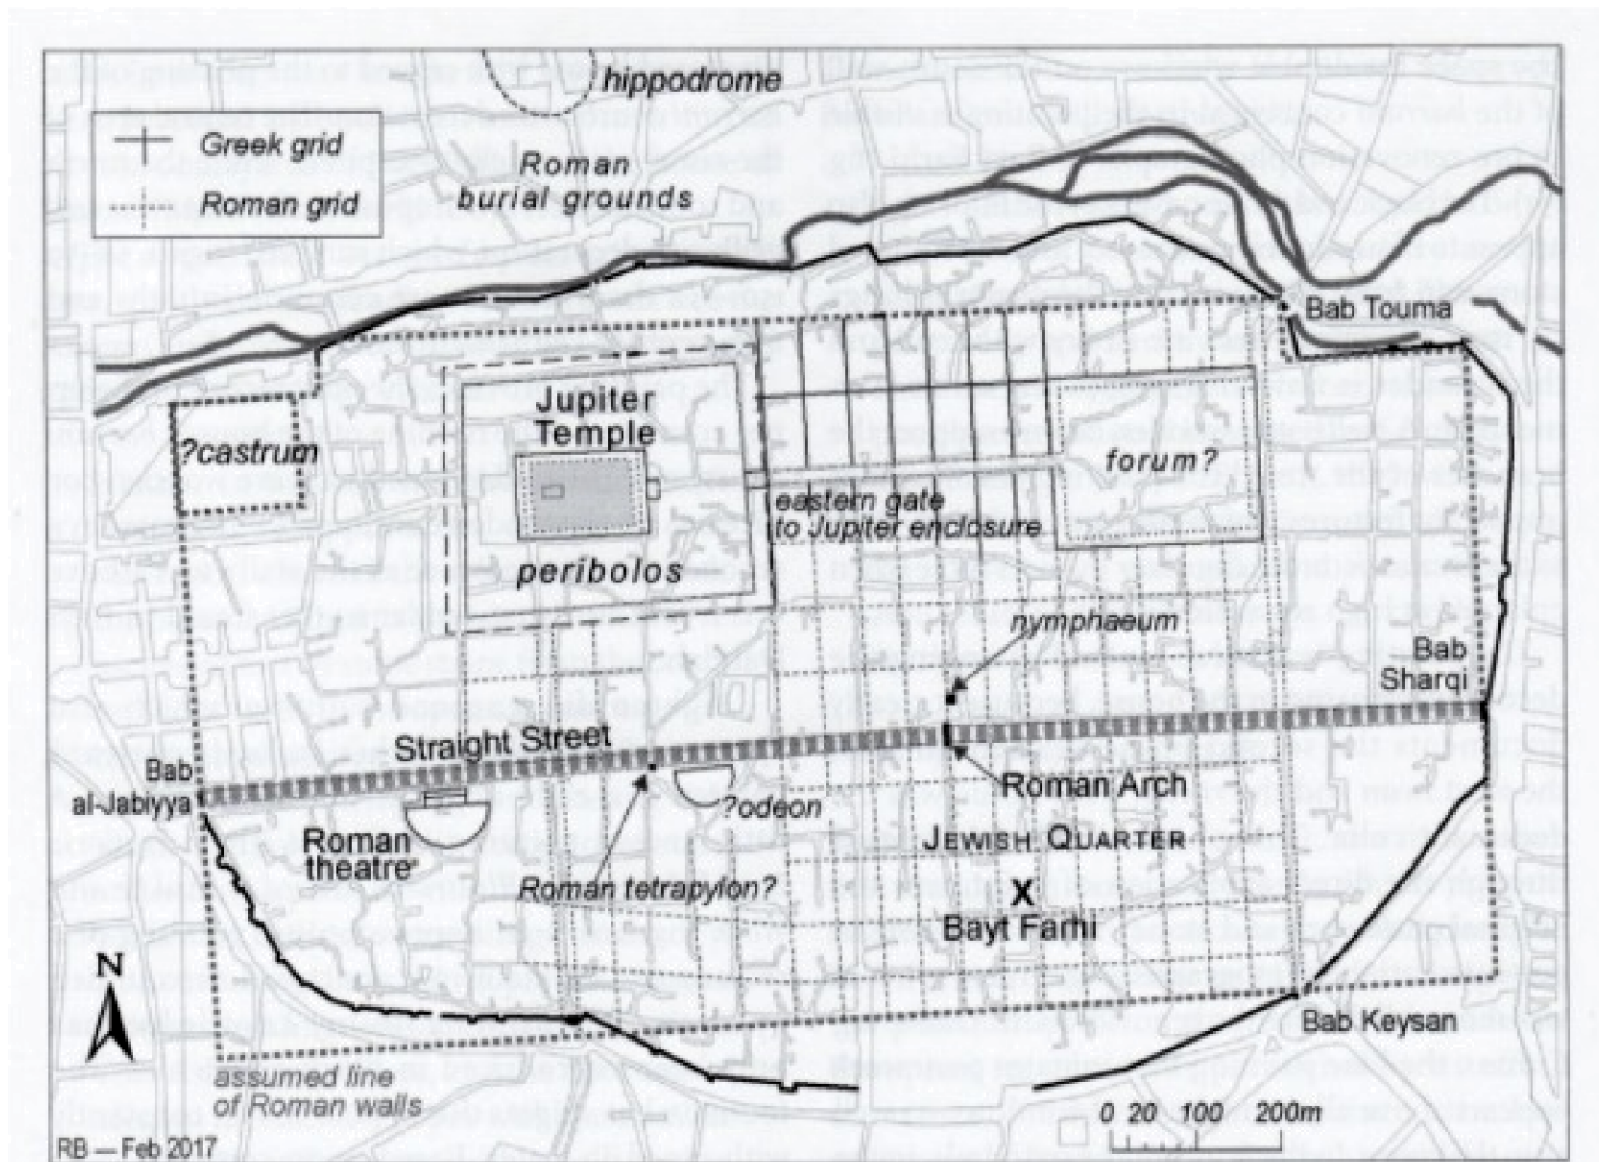 hippodrome
Greek grid
Roman grid
Roman
burial grounds
Bab Touma
Jupiter
Temple
?castrum
forum?
eastern gate
to Jupiter enclosure
peribolos
nymphaeum
Bab
Sharqi
Straight Street
Bab
al-Jabiyya
Roman Arch
?odeon
Roman
theatre
JEWISH QUARTER
Roman tetrapylon?
X
Bayt Farhi
N
Bab Keysan
assumed line
of Roman walls
0 20 100 200m
RB — Feb 2017